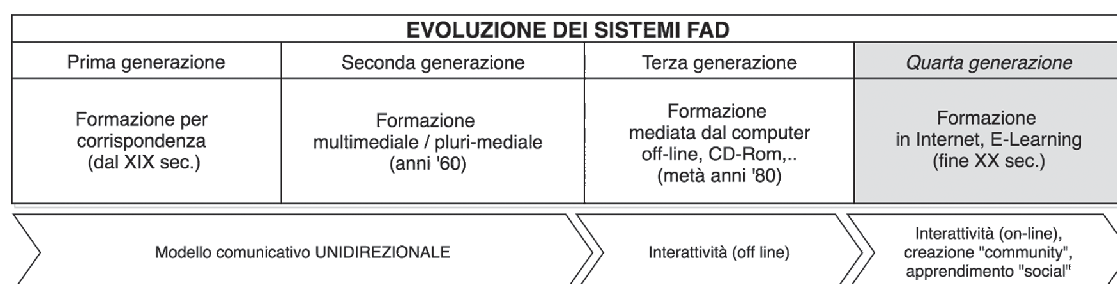 EVOLUZIONE DEI SISTEMI FAD
Prima generazione
Seconda generazione
Terza generazione
Quarta generazione
Formazione per
corrispondenza
(dal XIX sec.)
Formazione
multimediale / pluri-mediale
(anni '60)
Formazione
mediata dal computer
off-line, CD-Rom,..
(metà anni '80)
Formazione
in Internet, E-Learning
(fine XX sec.)
Modello comunicativo UNIDIREZIONALE
Interattività (off line)
Interattività (on-line),
creazione "community",
apprendimento "social"